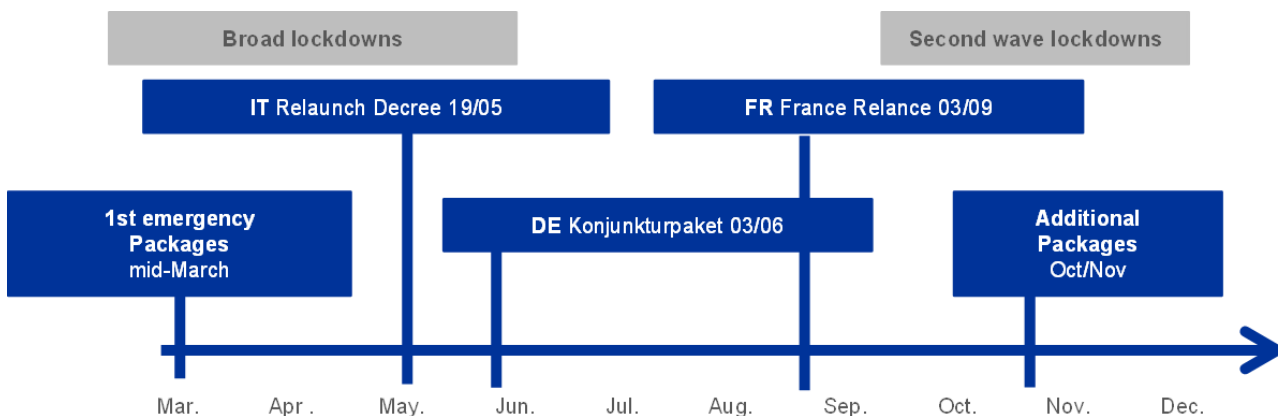 Broad lockdowns
Second wave lockdowns
IT Relaunch Decree 19/05
FR France Relance 03/09
1st emergency
Packages
mid-March
DE Konjunkturpaket 03/06
Additional
Packages
Oct/Nov
Mar. Apr . May. Jun. Jul. Aug. Sep. Oct. Nov. Dec.